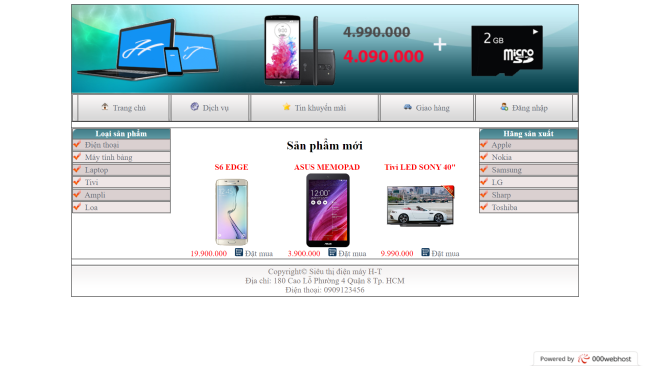 4.990.000
4.090.000 +
2 GB
micro
SD
Trang chủ Dịch vụ Tin khuyến mãi Giao hàng Đăng nhập
Loại sản phẩm
Điện thoại
Máy tính bảng
Laptop
Tivi
Ampli
Loa
Sản phẩm mới
S6 EDGE ASUS MEMOPAD Tivi LED SONY 40"
12:00
19.900.000 Đặt mua 3.900.000 Đặt mua 9.990.000 Đặt mua
Hãng sản xuất
Apple
Nokia
Samsung
LG
Sharp
Toshiba
Copyright© Siêu thị điện máy H-T
Địa chỉ: 180 Cao Lỗ Phường 4 Quận 8 Tp. HCM
Điện thoại: 0909123456
Powered by 000webhost